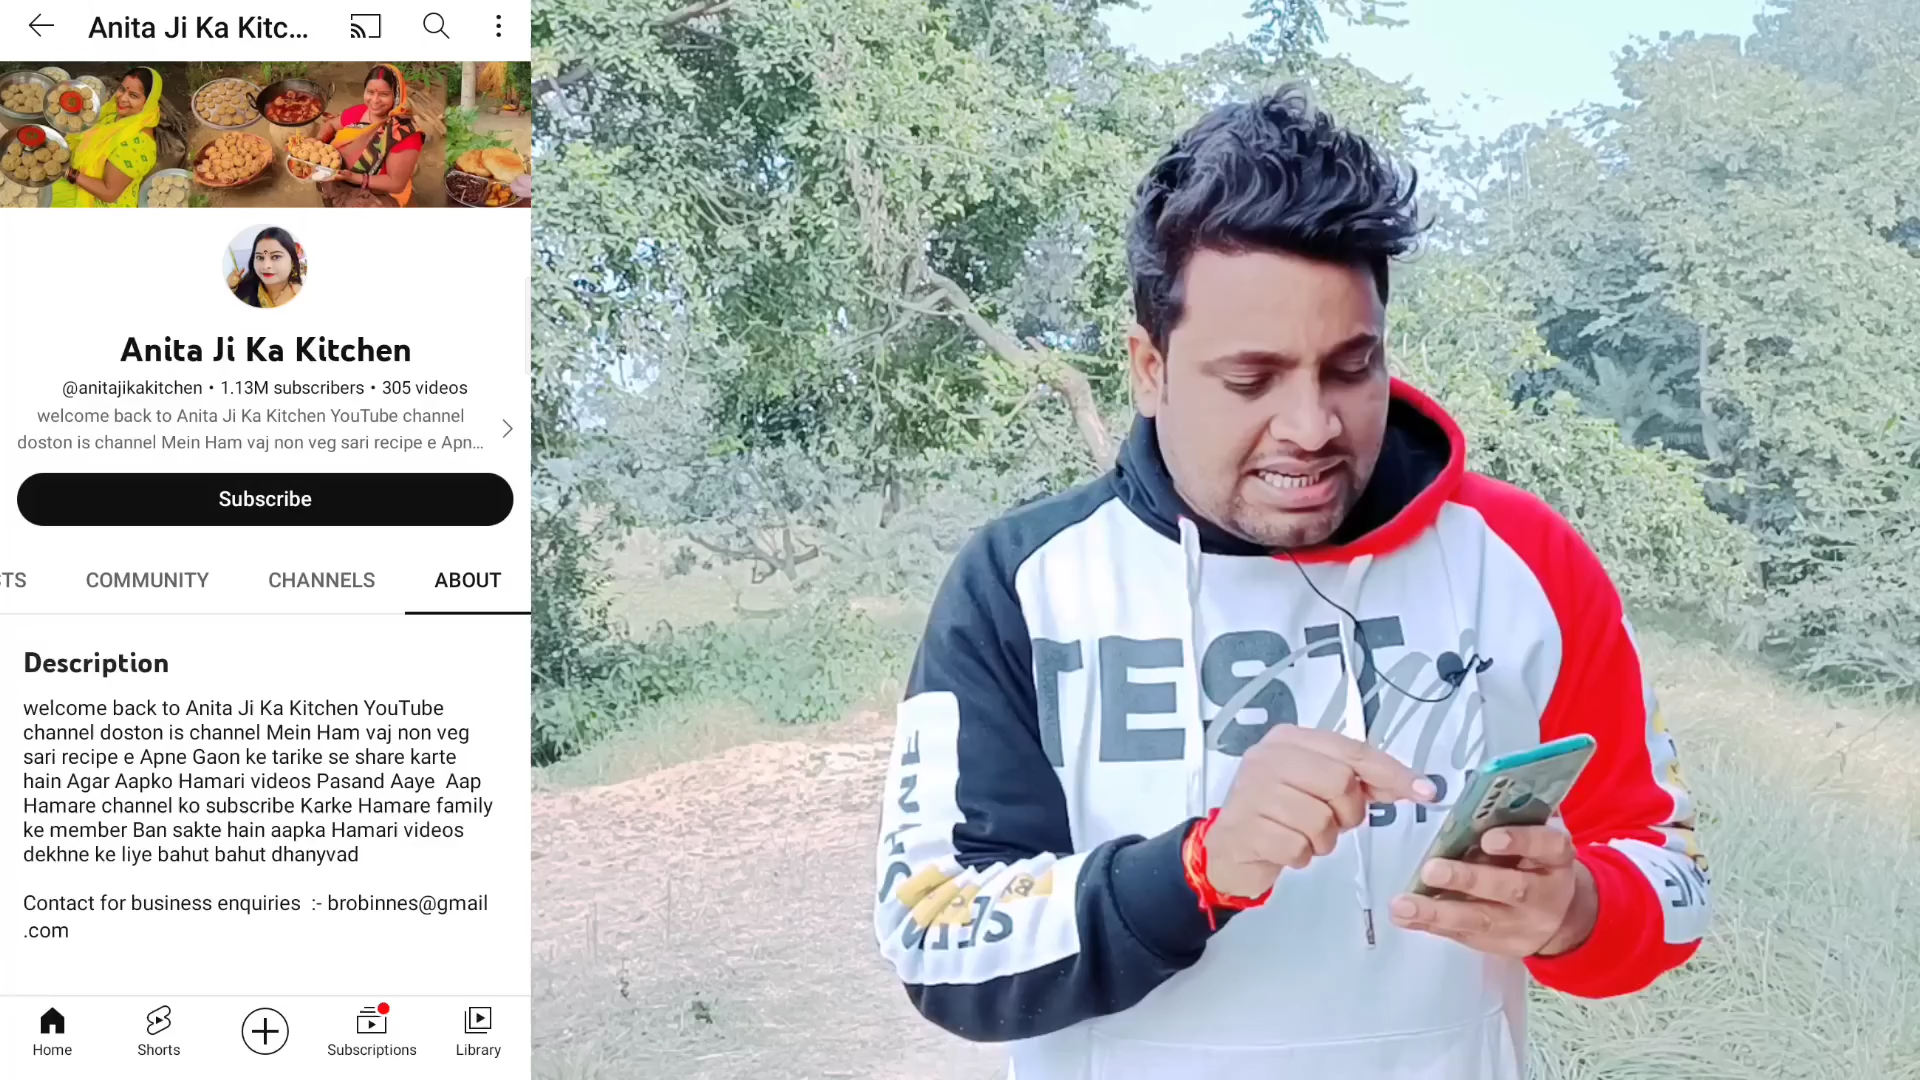 Anita Ji Ka Kitc...
Anita Ji Ka Kitchen
@anitajikakitchen • 1.13M subscribers • 305 videos
welcome back to Anita Ji Ka Kitchen YouTube channel
doston is channel Mein Ham vaj non veg sari recipe e Apn...
Subscribe
TS COMMUNITY CHANNELS ABOUT
Description
welcome back to Anita Ji Ka Kitchen YouTube
channel doston is channel Mein Ham vaj non veg
sari recipe e Apne Gaon ke tarike se share karte
hain Agar Aapko Hamari videos Pasand Aaye  Aap
Hamare channel ko subscribe Karke Hamare family
ke member Ban sakte hain aapka Hamari videos
dekhne ke liye bahut bahut dhanyvad
Contact for business enquiries  :- brobinnes@gmail
.com
Home Shorts Subscriptions Library
TEST